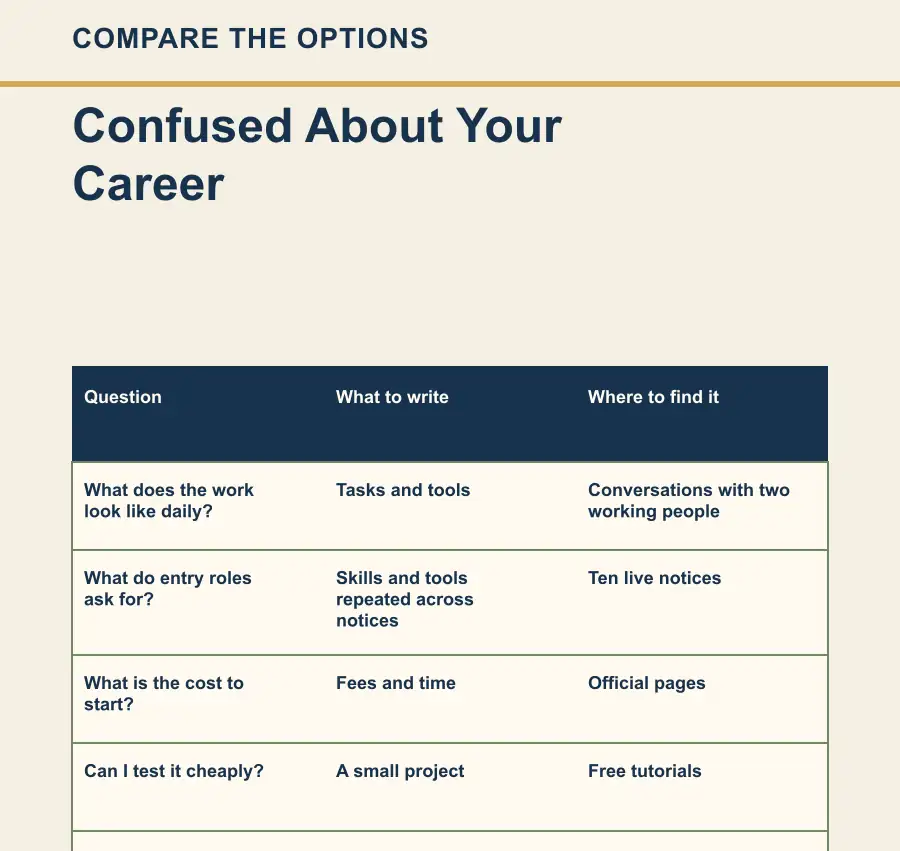 COMPARE THE OPTIONS
Confused About Your
Career
Question
What to write
Where to find it
What does the work
look like daily?
Tasks and tools
Conversations with two
working people
What do entry roles
ask for?
Skills and tools
repeated across
notices
Ten live notices
What is the cost to
start?
Fees and time
Official pages
Can I test it cheaply?
A small project
Free tutorials